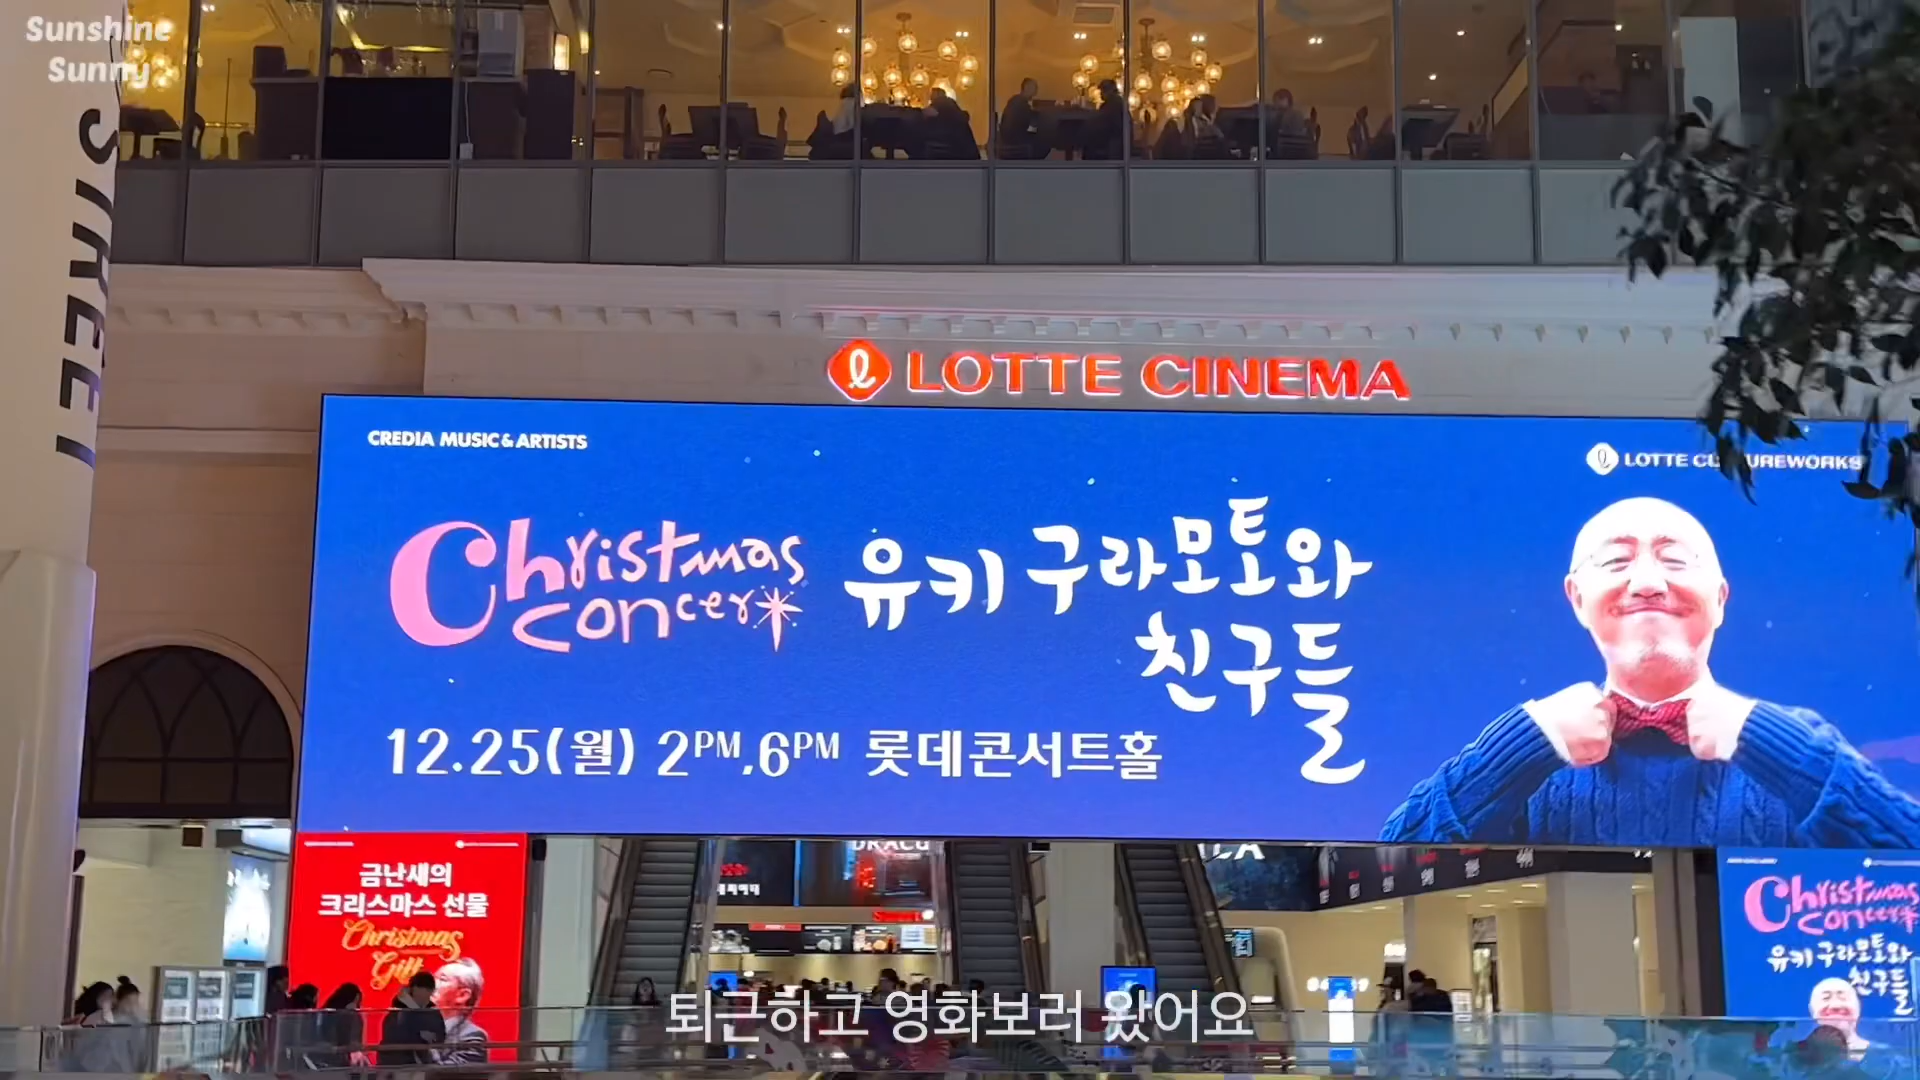 Sunshine
Sunny
STREET
LOTTE CINEMA
CREDIA MUSIC & ARTISTS
LOTTE
Christmas
concert
유키 구라모토와
친구들
12.25(월) 2PM,6PM 롯데콘서트홀
금난새의
크리스마스 선물
Christmas
Gift
Christmas
concert
유키 구라모토와
친구들
퇴근하고 영화보러 왔어요